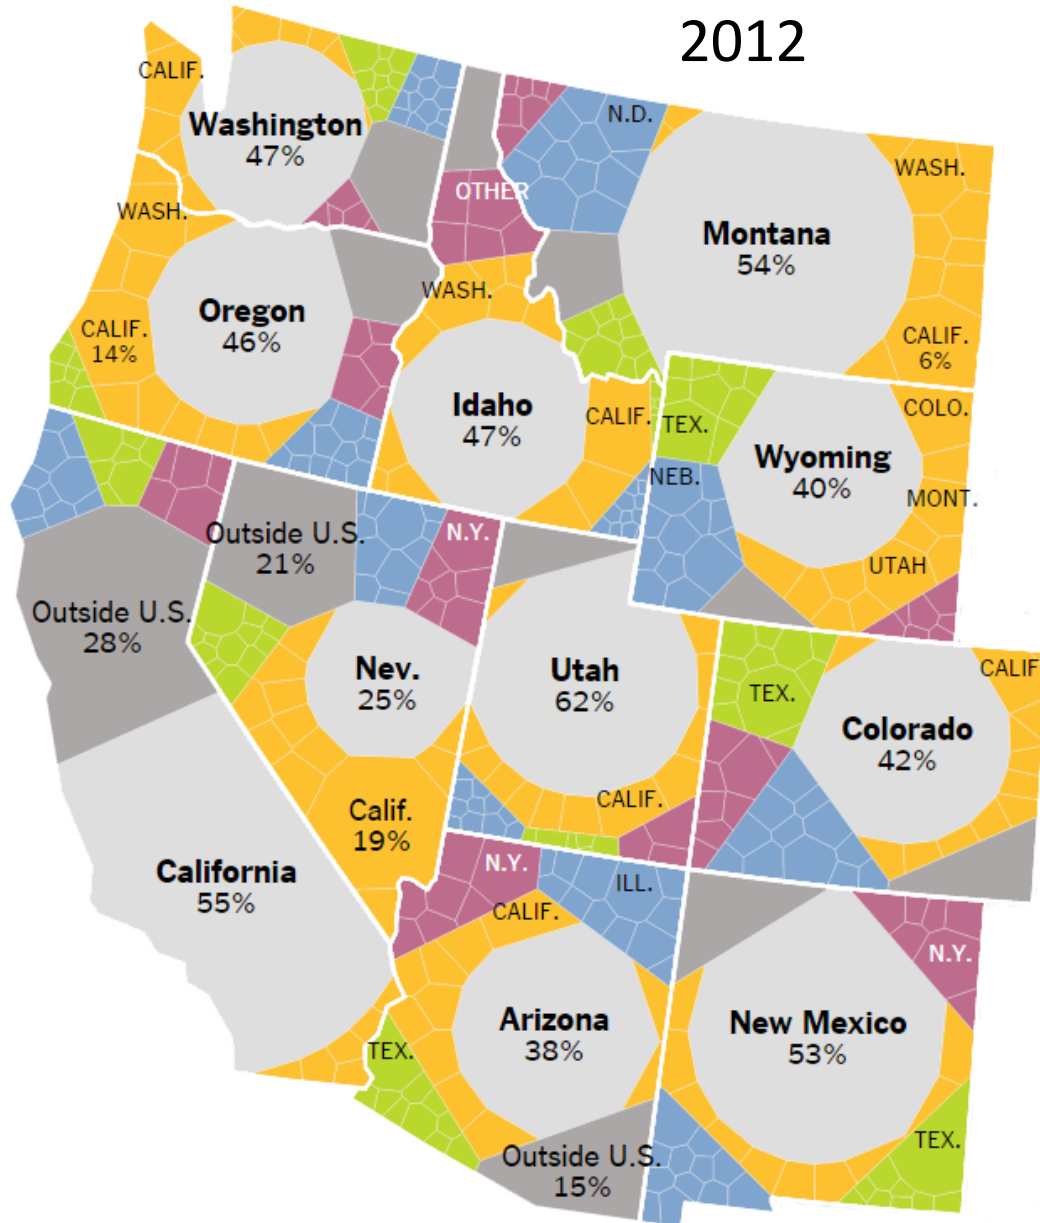 2012
CALIF.
Washington
47%
N.D.
WASH.
OTHER
WASH.
Montana
54%
Oregon
46%
WASH.
CALIF.
14%
CALIF.
6%
Idaho
47%
CALIF.
TEX.
COLO.
Wyoming
40%
NEB.
MONT.
UTAH
Outside U.S.
21%
N.Y.
Outside U.S.
28%
Nev.
25%
Utah
62%
TEX.
CALIF
Colorado
42%
Calif.
19%
CALIF.
California
55%
N.Y.
ILL.
CALIF.
N.Y.
Arizona
38%
New Mexico
53%
TEX.
TEX.
Outside U.S.
15%